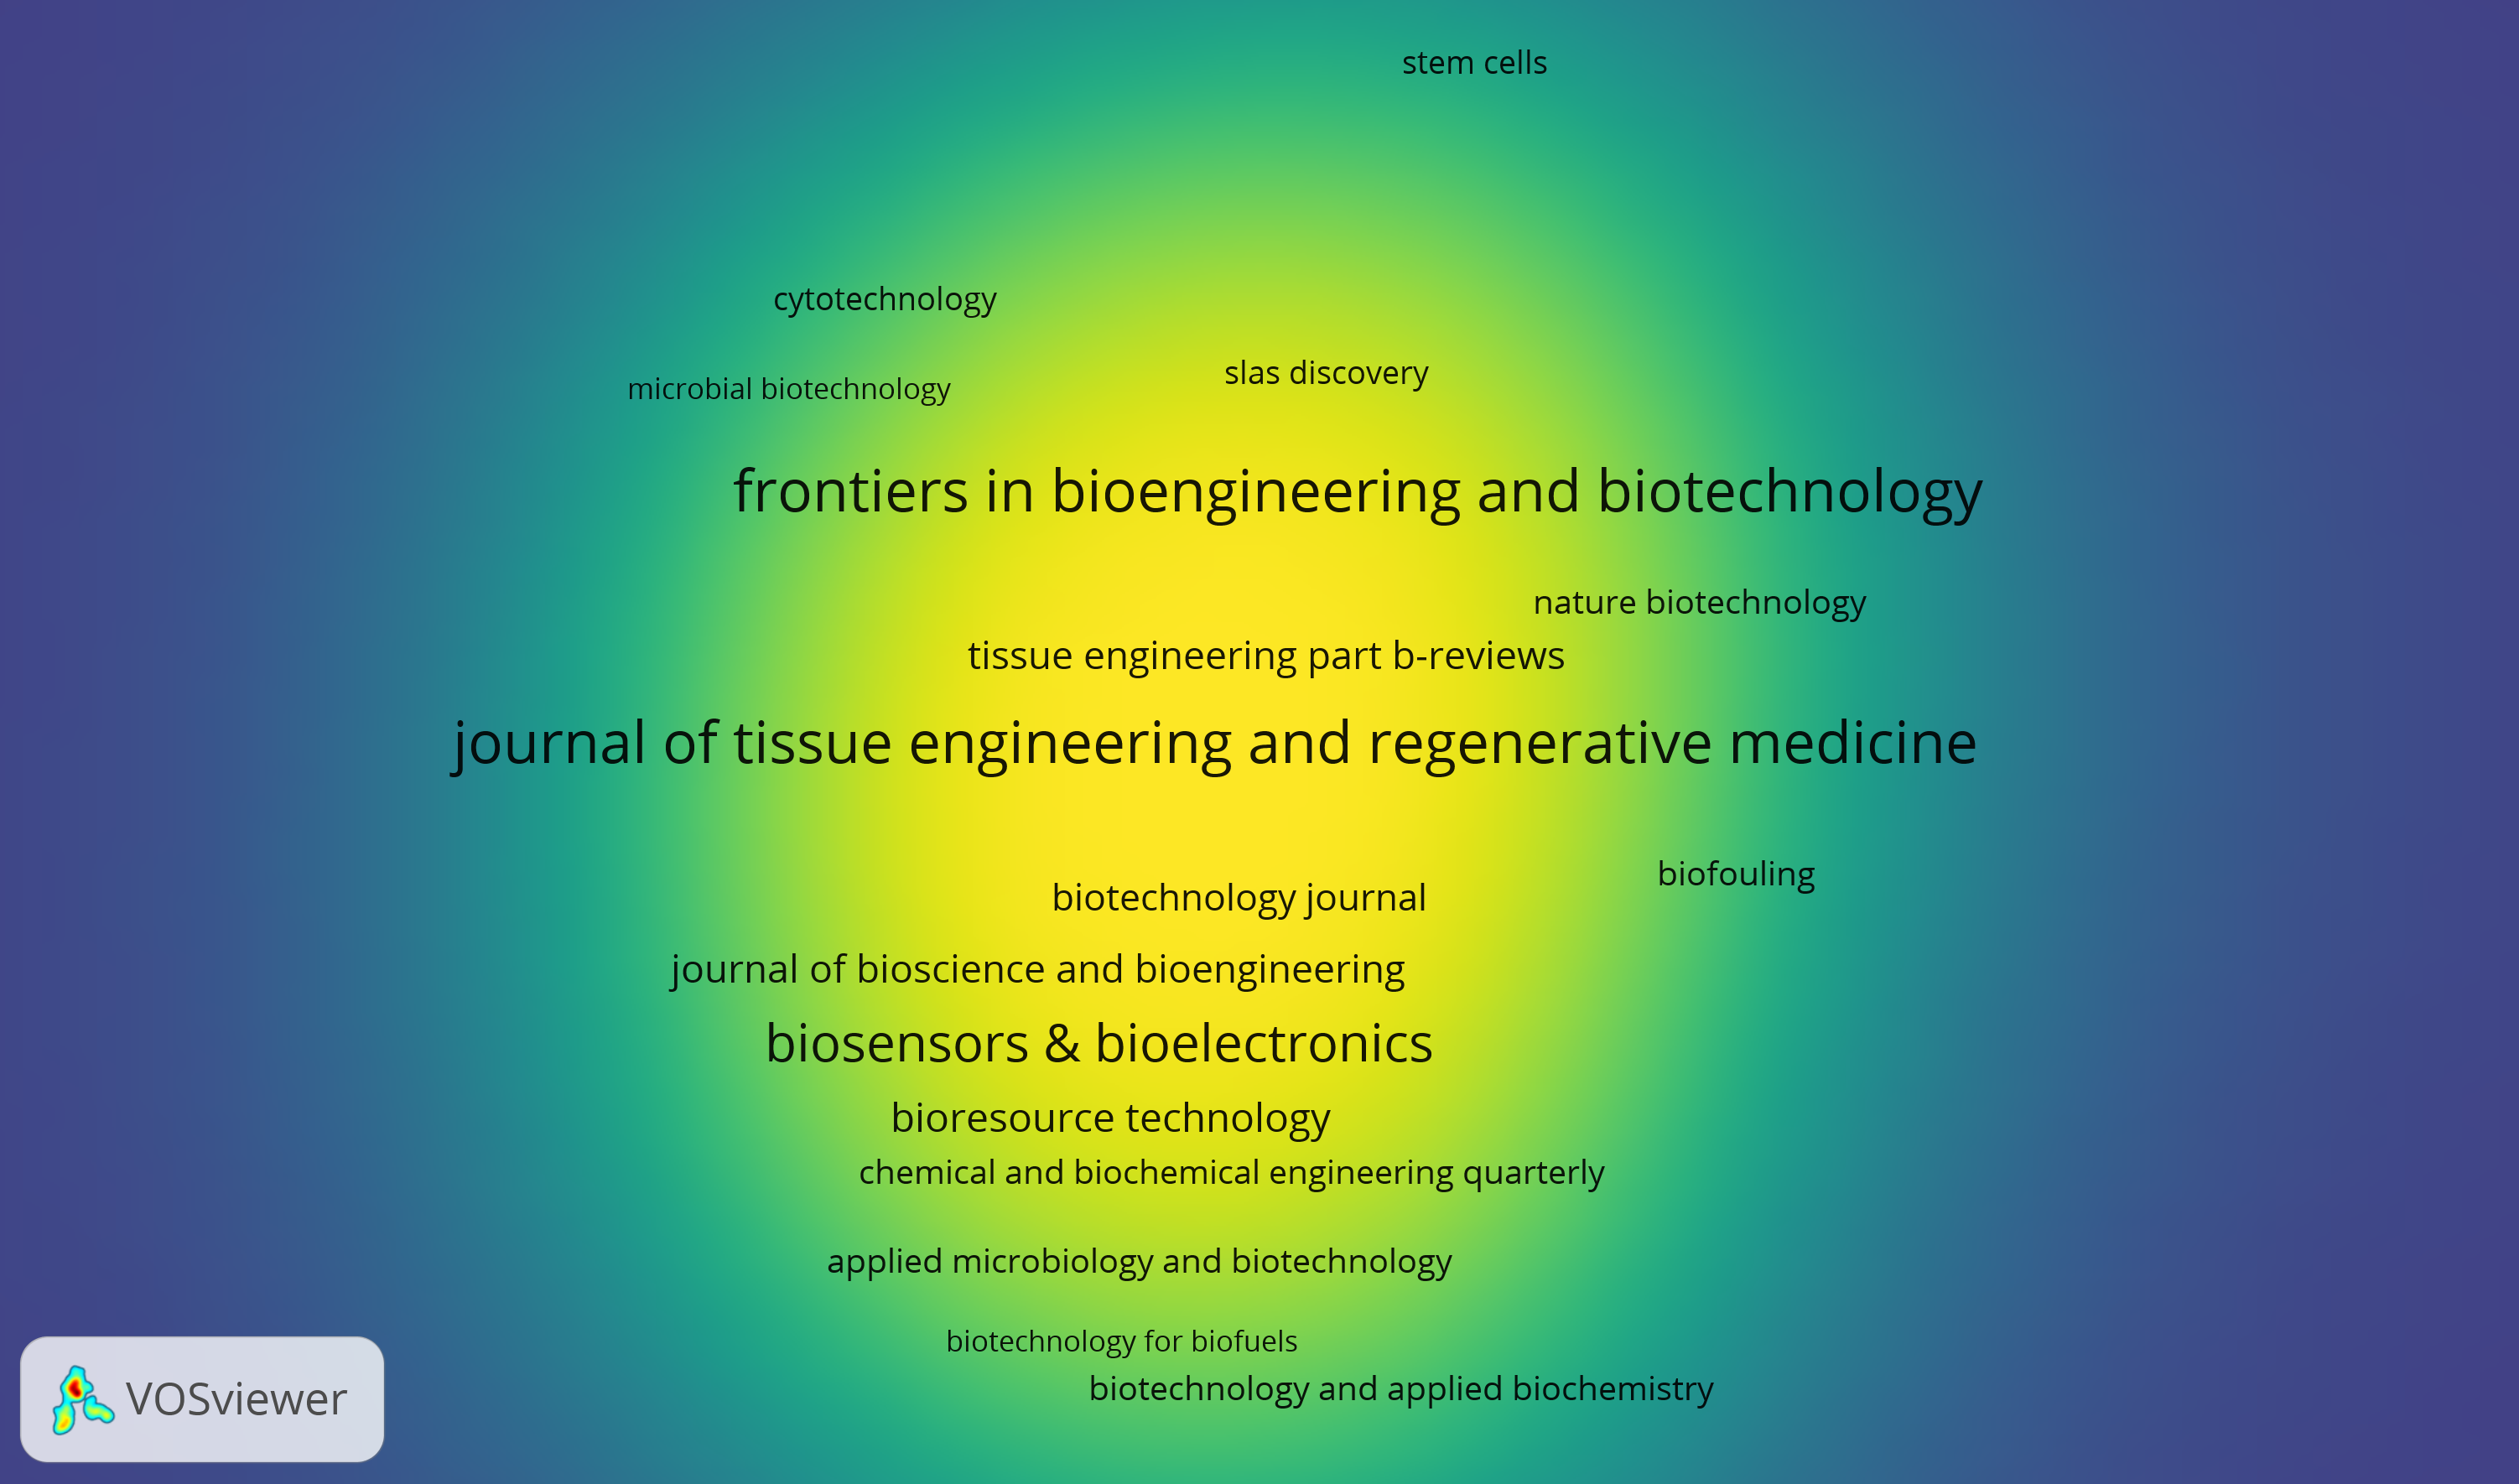 stem cells
cytotechnology
slas discovery
microbial biotechnology
frontiers in bioengineering and biotechnology
nature biotechnology
tissue engineering part b-reviews
journal of tissue engineering and regenerative medicine
biofouling
biotechnology journal
journal of bioscience and bioengineering
biosensors & bioelectronics
bioresource technology
chemical and biochemical engineering quarterly
applied microbiology and biotechnology
biotechnology for biofuels
biotechnology and applied biochemistry
VOSviewer